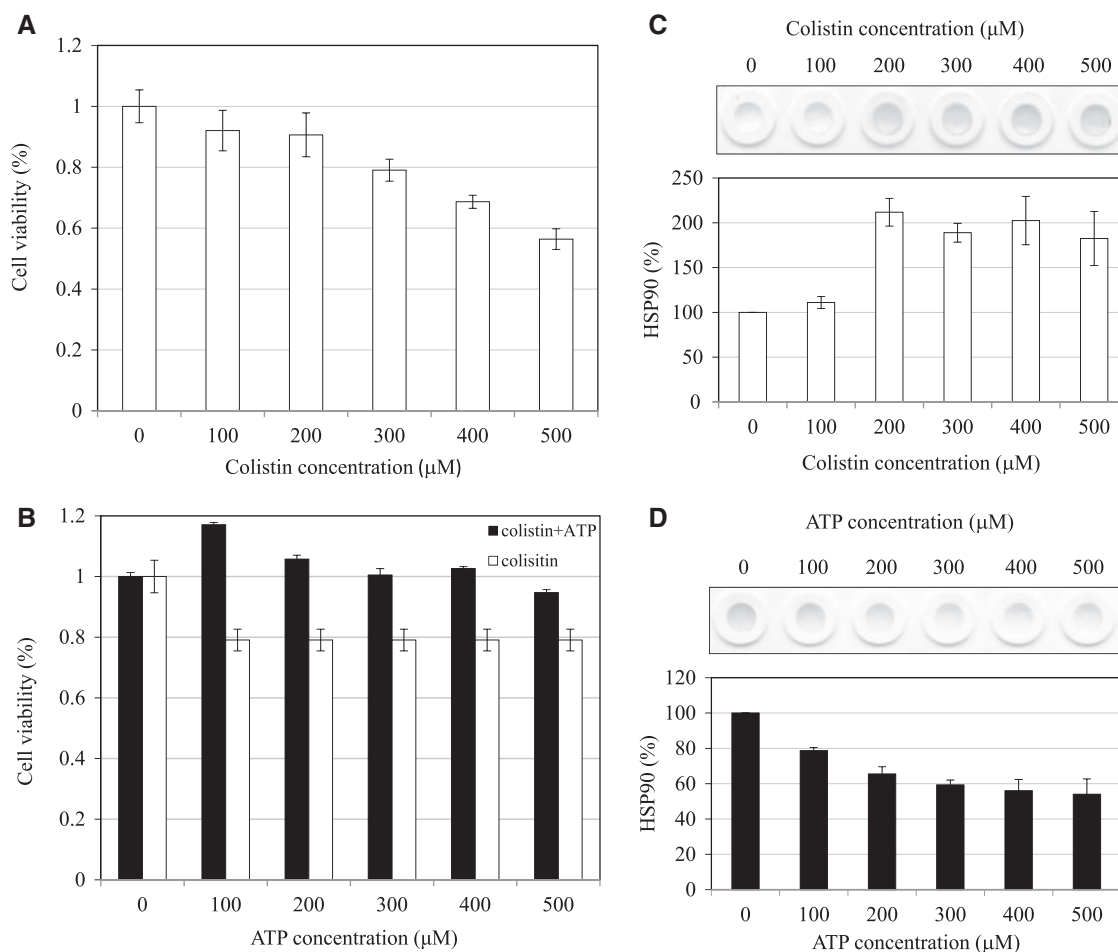 A
1.2
1
0.8
0.6
0.4
0.2
0
Cell viability (%)
0 100 200 300 400 500
Colistin concentration (μM)
B
1.2
1
0.8
0.6
0.4
0.2
0
Cell viability (%)
colistin+ATP
colisitin
0 100 200 300 400 500
ATP concentration (μM)
C
Colistin concentration (μM)
0 100 200 300 400 500
250
200
150
100
50
0
HSP90 (%)
0 100 200 300 400 500
Colistin concentration (μM)
D
ATP concentration (μM)
0 100 200 300 400 500
120
100
80
60
40
20
0
HSP90 (%)
0 100 200 300 400 500
ATP concentration (μM)